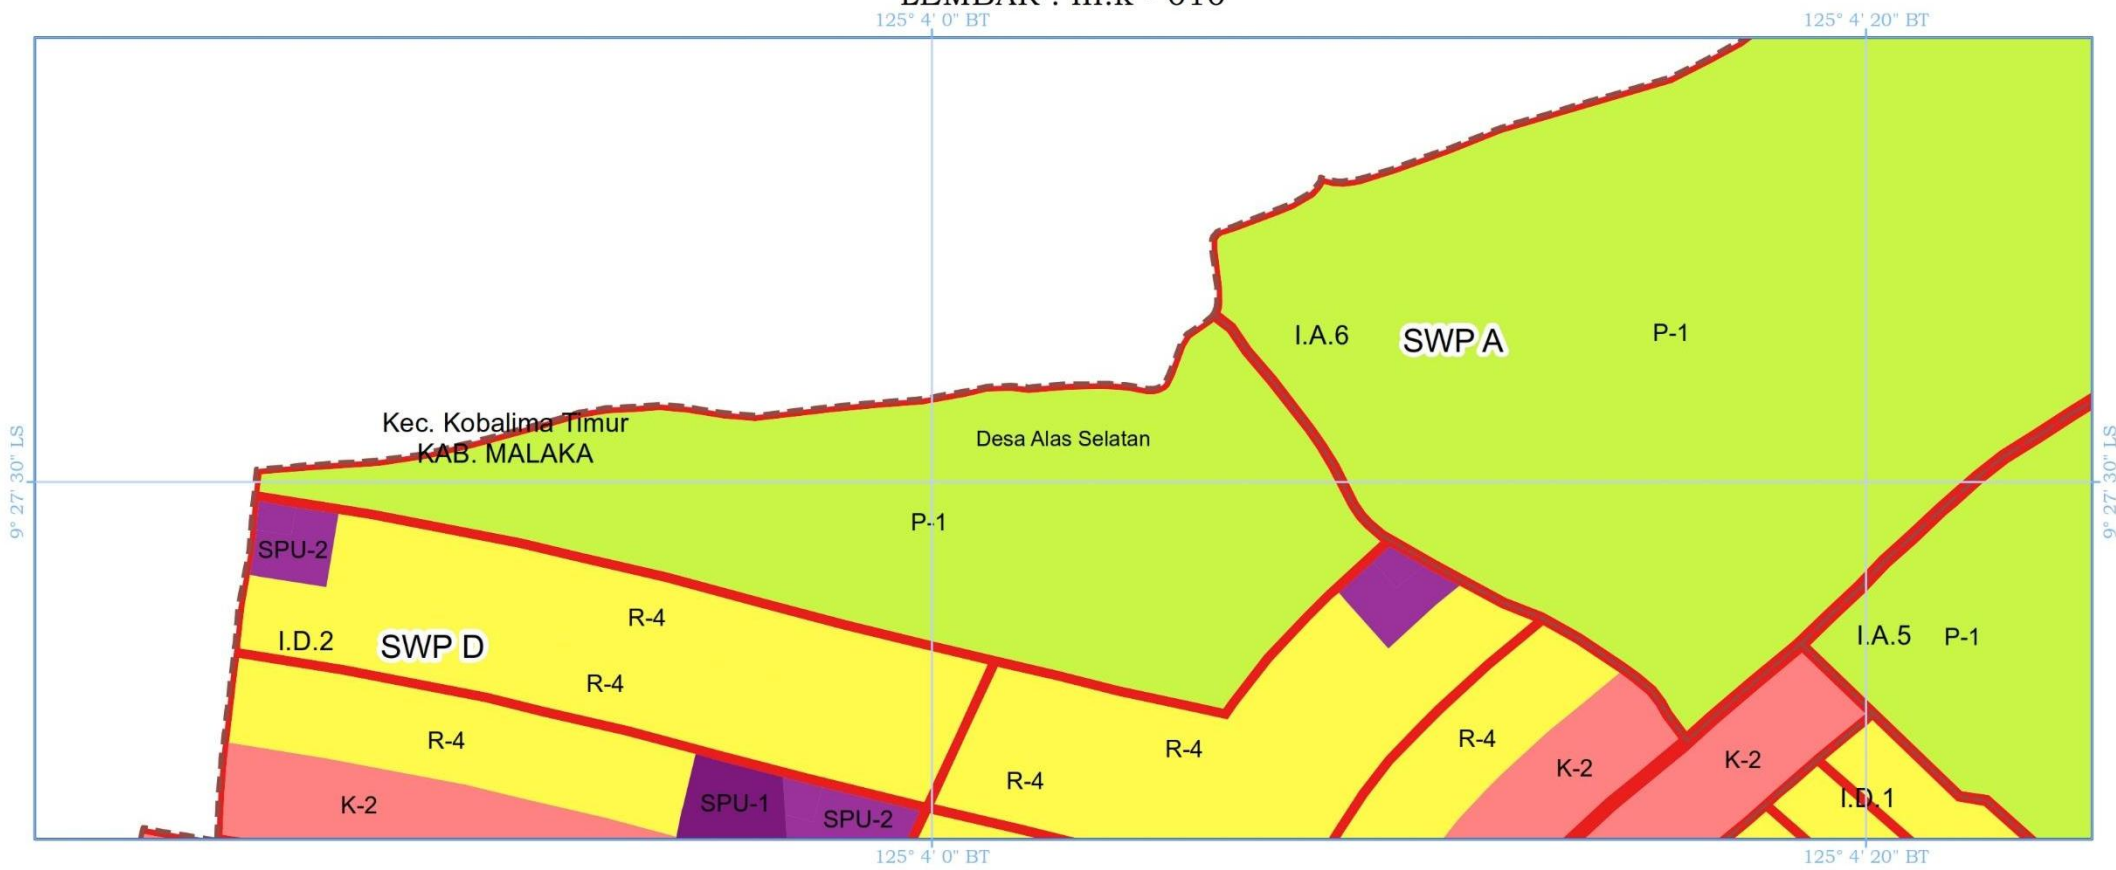 125° 4' 0" BT
125° 4' 20" BT
I.A.6
SWP A
P-1
Kec. Kobalima Timur
KAB. MALAKA
Desa Alas Selatan
9° 27' 30" LS
9° 27' 30" LS
P-1
SPU-2
R-4
I.D.2
SWP D
I.A.5
P-1
R-4
R-4
R-4
R-4
K-2
K-2
R-4
SPU-1
K-2
SPU-2
I.D.1
125° 4' 0" BT
125° 4' 20" BT